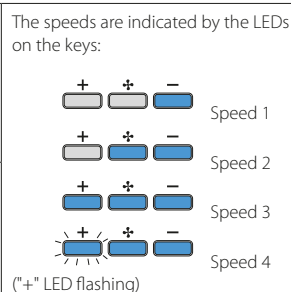 The speeds are indicated by the LEDs
on the keys:
+ –
Speed 1
+ –
Speed 2
+ –
Speed 3
+ –
Speed 4
("+" LED flashing)